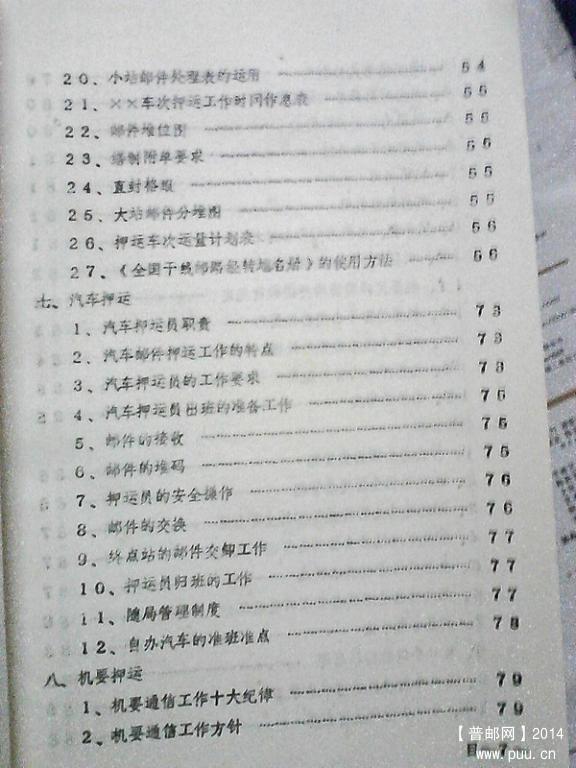 20、小站邮件处理表的运用 54
21、××车次押运工作时间作息表 55
22、邮件堆位图 55
23、缮制附单要求 55
24、直封格眼 55
25、大站邮件分堆图 55
26、押运车次运量计划表 56
27、《全国干线邮路经转地名册》的使用方法 56
七、汽车押运
1、汽车押运员职责 73
2、汽车邮件押运工作的特点 73
3、汽车押运员的工作要求 73
4、汽车押运员出班的准备工作 75
5、邮件的接收 75
6、邮件的堆码 75
7、押运员的安全操作 76
8、邮件的交换 76
9、终点站的邮件交卸工作 77
10、押运员归班的工作 77
11、随局管理制度 77
12、自办汽车的准班准点 78
八、机要押运
1、机要通信工作十大纪律 79
2、机要通信工作方针 79
目—7—
【普邮网】2014
www.puu.cn